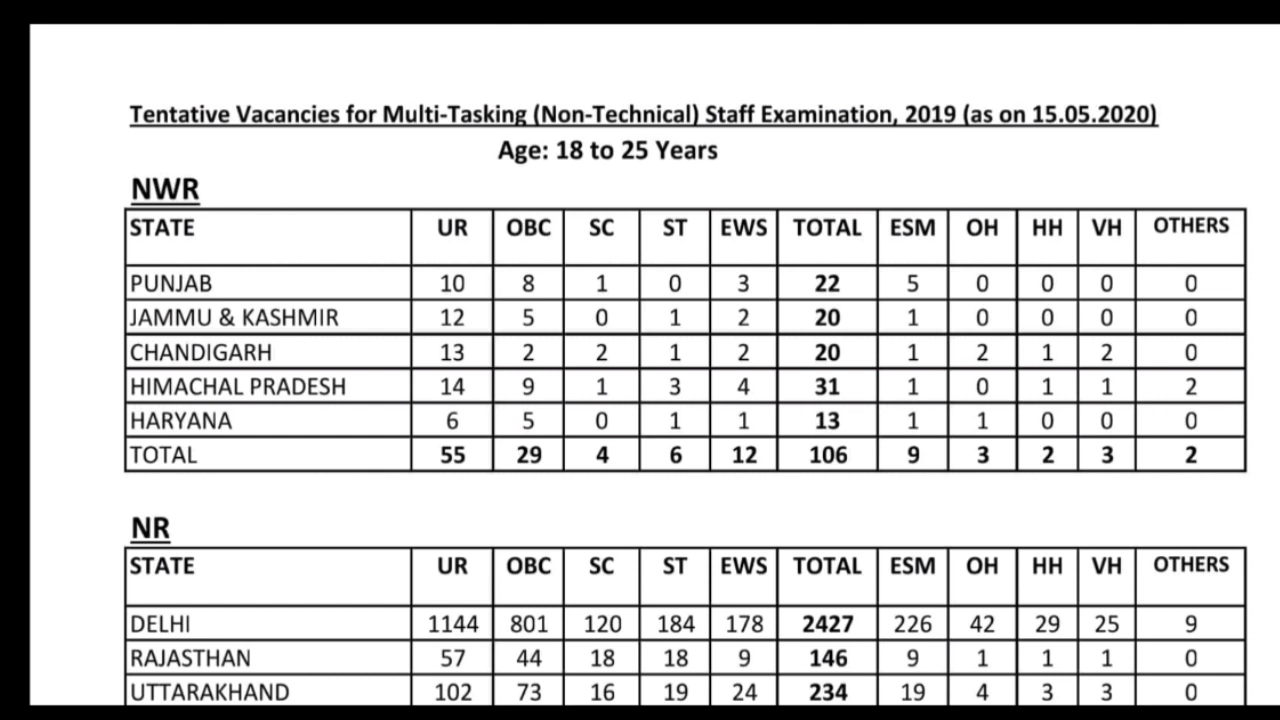 Tentative Vacancies for Multi-Tasking (Non-Technical) Staff Examination, 2019 (as on 15.05.2020)
Age: 18 to 25 Years
NWR
STATE UR OBC SC ST EWS TOTAL ESM OH HH VH OTHERS
PUNJAB 10 8 1 0 3 22 5 0 0 0 0
JAMMU & KASHMIR 12 5 0 1 2 20 1 0 0 0 0
CHANDIGARH 13 2 2 1 2 20 1 2 1 2 0
HIMACHAL PRADESH 14 9 1 3 4 31 1 0 1 1 2
HARYANA 6 5 0 1 1 13 1 1 0 0 0
TOTAL 55 29 4 6 12 106 9 3 2 3 2
NR
STATE UR OBC SC ST EWS TOTAL ESM OH HH VH OTHERS
DELHI 1144 801 120 184 178 2427 226 42 29 25 9
RAJASTHAN 57 44 18 18 9 146 9 1 1 1 0
UTTARAKHAND 102 73 16 19 24 234 19 4 3 3 0